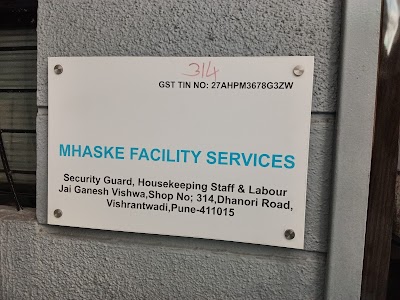 314
GST TIN NO: 27AHPM3678G3ZW
MHASKE FACILITY SERVICES
Security Guard, Housekeeping Staff & Labour
Jai Ganesh Vishwa,Shop No; 314,Dhanori Road,
Vishrantwadi,Pune-411015